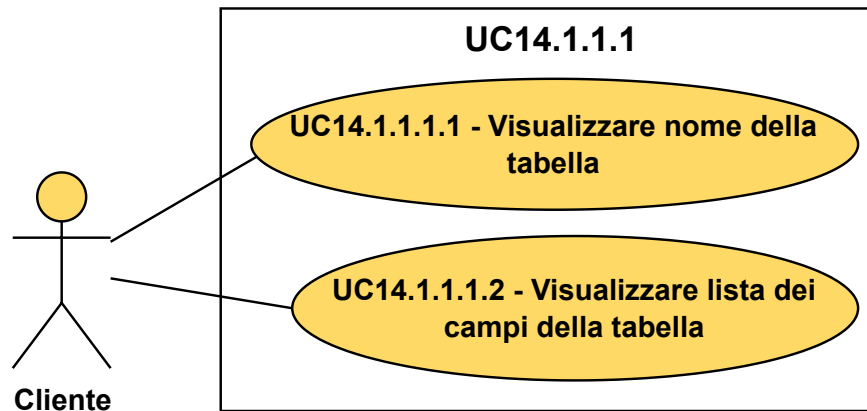 UC14.1.1.1
UC14.1.1.1.1 - Visualizzare nome della
tabella
UC14.1.1.1.2 - Visualizzare lista dei
campi della tabella
Cliente